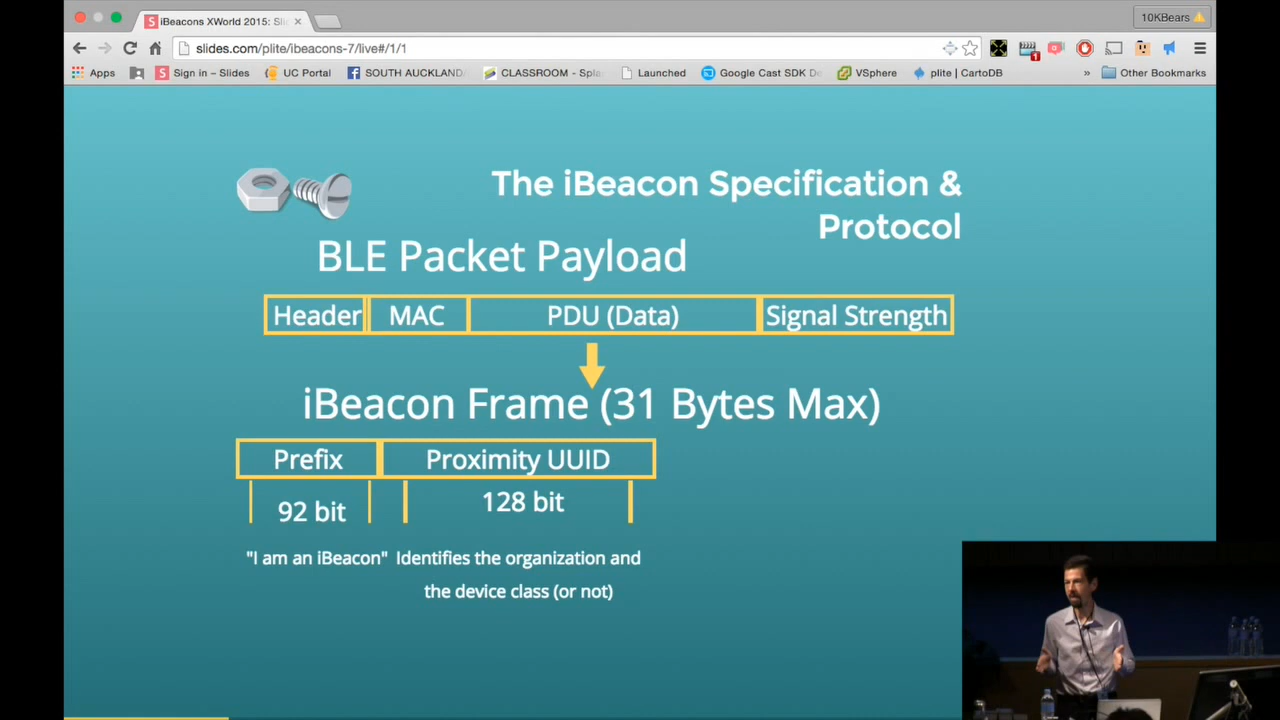 iBeacons XWorld 2015: Sli
10KBears
slides.com/plite/ibeacons-7/live#/1/1
1
Apps
Sign in – Slides
UC Portal
SOUTH AUCKLAND
CLASSROOM - Spla
Launched
Google Cast SDK De
VSphere
plite | CartoDB
»
Other Bookmarks
The iBeacon Specification &
Protocol
BLE Packet Payload
Header MAC PDU (Data) Signal Strength
iBeacon Frame (31 Bytes Max)
Prefix Proximity UUID
92 bit 128 bit
"I am an iBeacon" Identifies the organization and
the device class (or not)